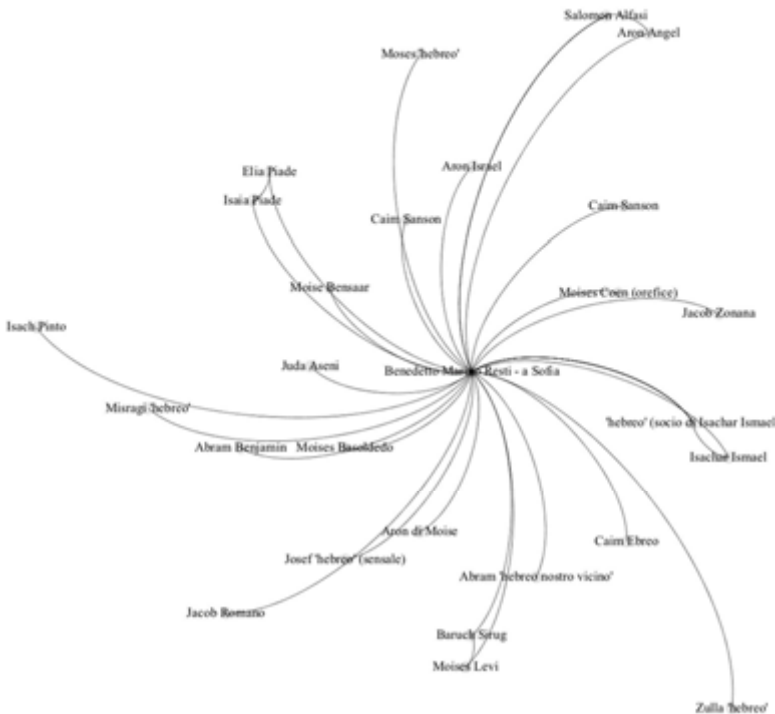 Salomon Alfasi
Aron Angel
Moses 'hebreo'
Aron Israel
Elia Piade
Isaia Piade
Caim Sanson
Caim Sanson
Moise Bensaar
Moises Coen (orefice)
Jacob Zonana
Isach Pinto
Juda Aseni
Benedetto Resti - a Sofia
Misragi 'hebreo'
'hebreo' (socio di Isachar Ismael
Abram Benjamin
Moises Basoldedo
Isachar Ismael
Aron di Moise
Caim Ebreo
Josef 'hebreo' (sensale)
Abram 'hebreo nostro vicino'
Jacob Romano
Baruch Sirug
Moises Levi
Zulla 'hebreo'